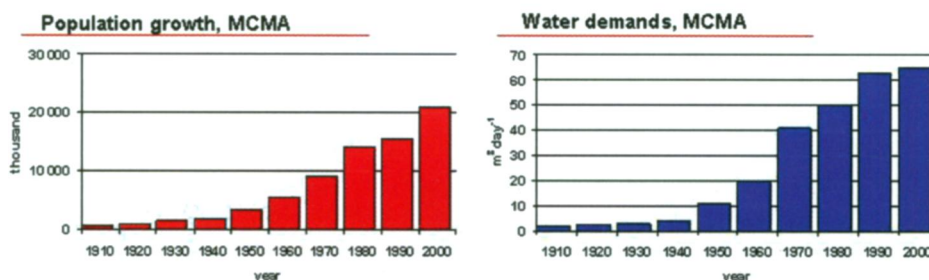 Population growth, MCMA
30 000
20 000
10 000
0
thousand
1910 1920 1930 1940 1950 1960 1970 1980 1990 2000
year
Water demands, MCMA
70
60
50
40
30
20
10
0
day⁻¹
1910 1920 1930 1940 1950 1960 1970 1980 1990 2000
year